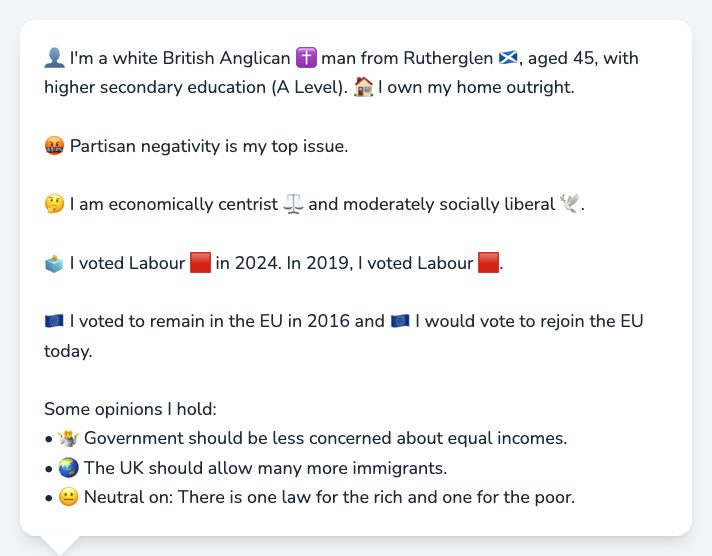 👤 I'm a white British Anglican ✝️ man from Rutherglen 🏴󠁧󠁢󠁳󠁣󠁴󠁿, aged 45, with
higher secondary education (A Level). 🏠 I own my home outright.
🤬 Partisan negativity is my top issue.
🤔 I am economically centrist ⚖️ and moderately socially liberal 🕊️.
🗳️ I voted Labour 🟥 in 2024. In 2019, I voted Labour 🟥.
🇪🇺 I voted to remain in the EU in 2016 and 🇪🇺 I would vote to rejoin the EU
today.
Some opinions I hold:
• 🤷 Government should be less concerned about equal incomes.
• 🌏 The UK should allow many more immigrants.
• 😐 Neutral on: There is one law for the rich and one for the poor.